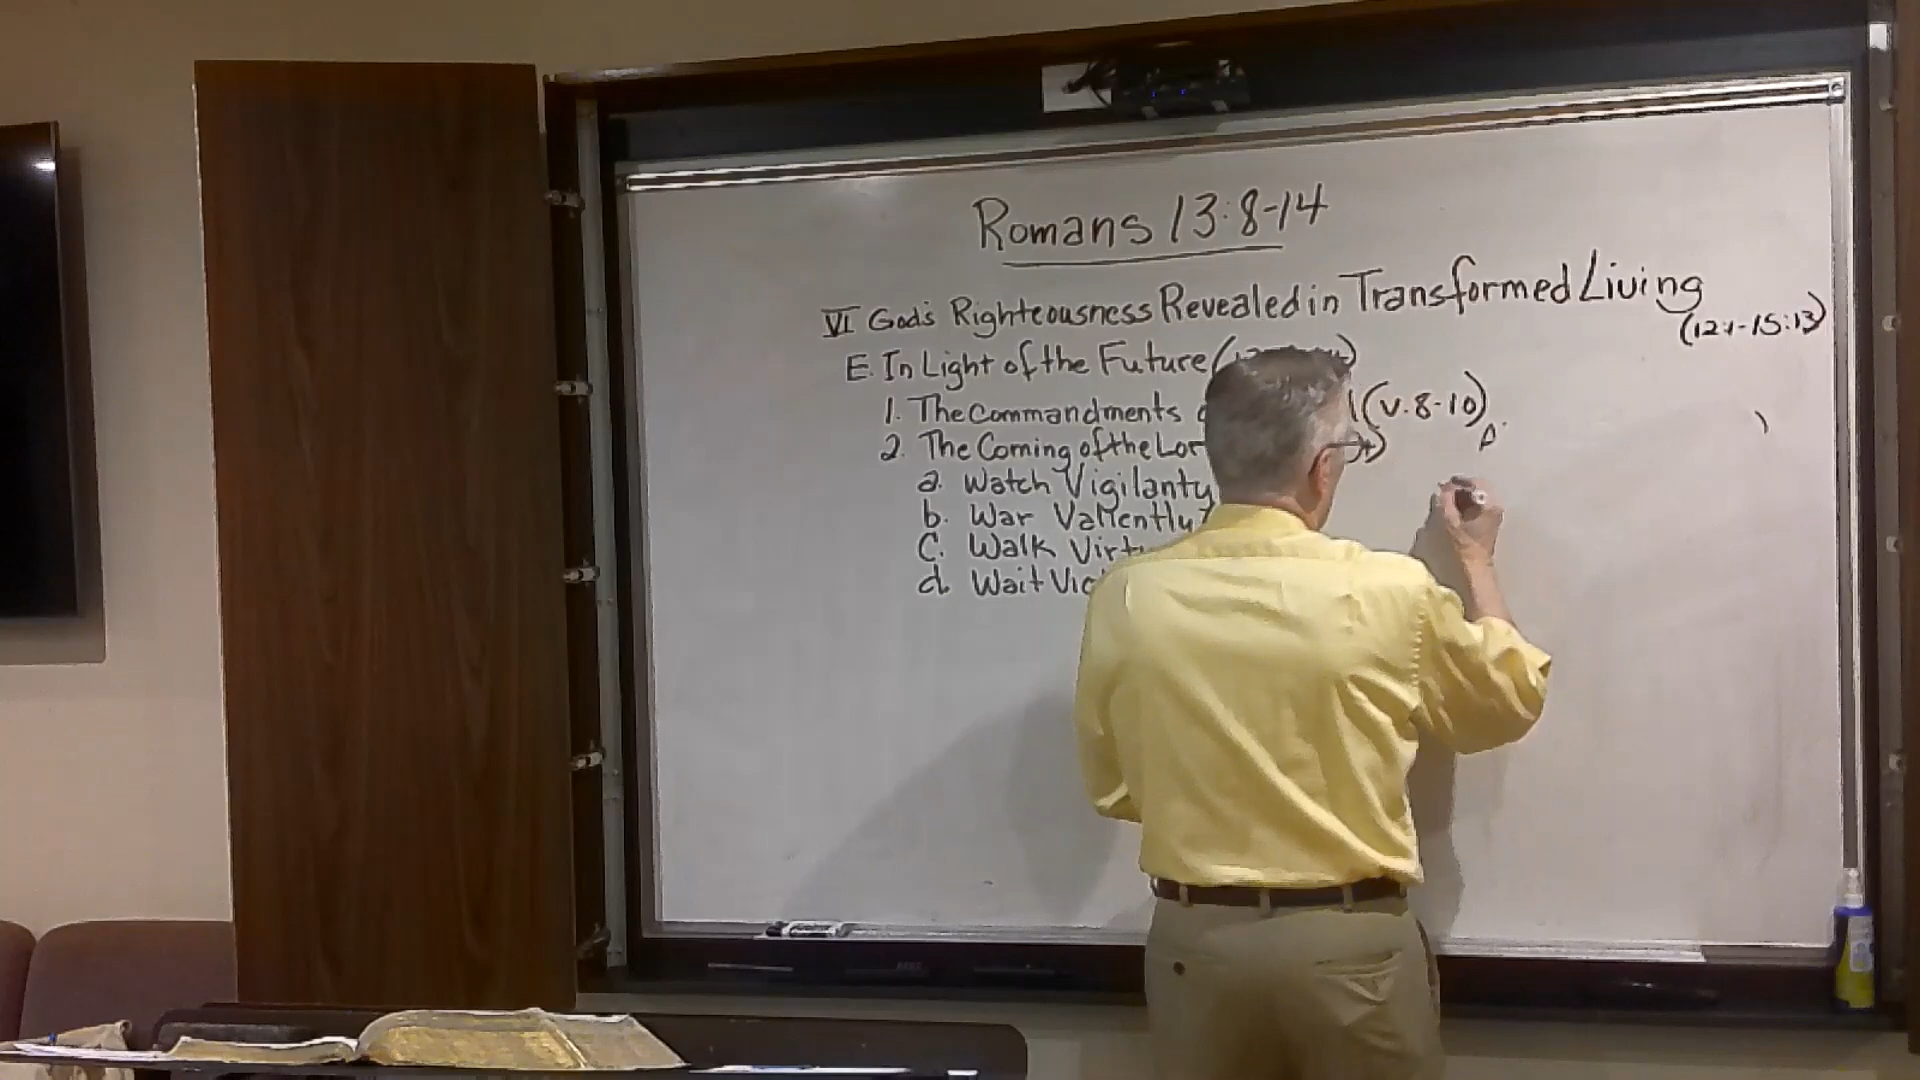 Romans 13:8-14
VI God's Righteousness Revealed in Transformed Living
(12:1-15:13)
E. In Light of the Future
1. The Commandments (v. 8-10)
2. The Coming of the
a. Watch Vigilanty
b. War Valiently
c. Walk
d. Wait